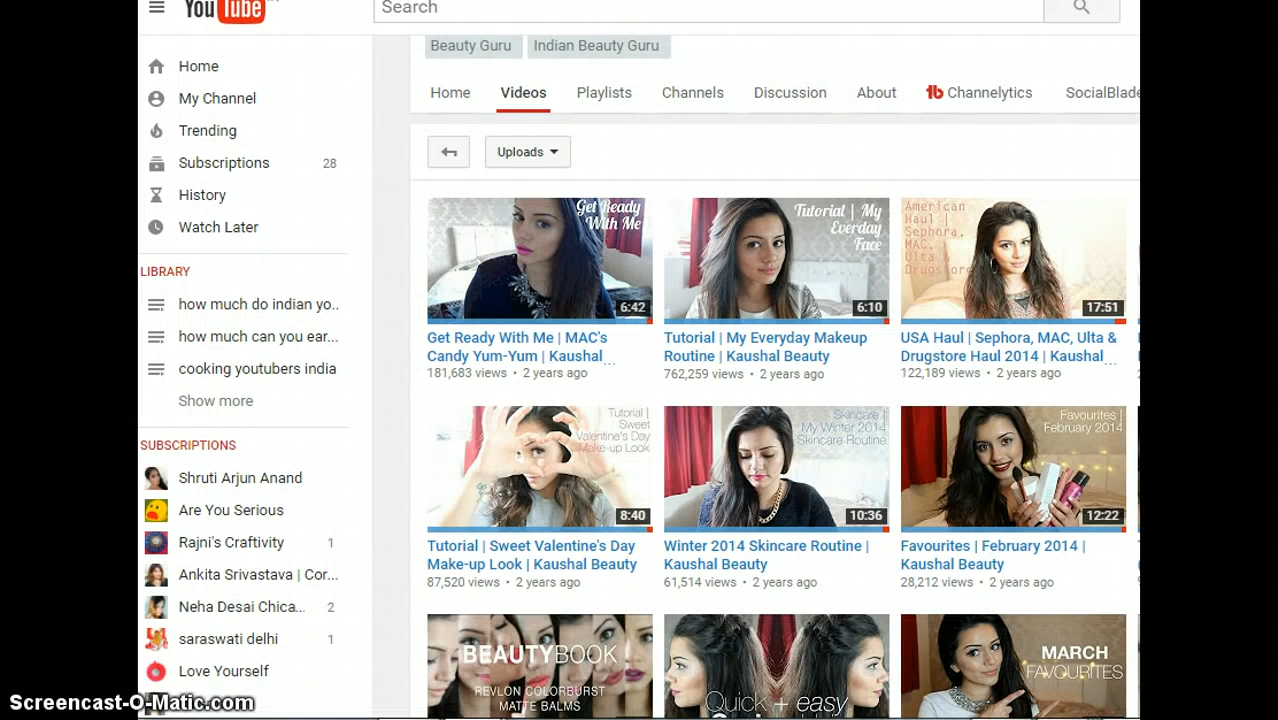 YouTube
Search
Beauty Guru
Indian Beauty Guru
Home
Videos
Playlists
Channels
Discussion
About
Channelytics
SocialBlade
Uploads
Home
My Channel
Trending
Subscriptions 28
History
Watch Later
LIBRARY
how much do indian yo..
how much can you ear...
cooking youtubers india
Show more
SUBSCRIPTIONS
Shruti Arjun Anand
Are You Serious
Rajni's Craftivity 1
Ankita Srivastava | Cor...
Neha Desai Chica... 2
saraswati delhi 1
Love Yourself
Get Ready
With Me
6:42
Get Ready With Me | MAC's
Candy Yum-Yum | Kaushal...
181,683 views • 2 years ago
Tutorial | My
Everday
Face
6:10
Tutorial | My Everyday Makeup
Routine | Kaushal Beauty
762,259 views • 2 years ago
American
Haul |
Sephora,
MAC,
Ulta &
Drugstore
17:51
USA Haul | Sephora, MAC, Ulta &
Drugstore Haul 2014 | Kaushal...
122,189 views • 2 years ago
Tutorial |
Sweet
Valentine's Day
Make-up Look
8:40
Tutorial | Sweet Valentine's Day
Make-up Look | Kaushal Beauty
87,520 views • 2 years ago
Skincare |
My Winter 2014
Skincare Routine
10:36
Winter 2014 Skincare Routine |
Kaushal Beauty
61,514 views • 2 years ago
Favourites |
February 2014
12:22
Favourites | February 2014 |
Kaushal Beauty
28,212 views • 2 years ago
BEAUTYBOOK
REVLON COLORBURST
MATTE BALMS
Quick + easy
MARCH
FAVOURITES
Screencast-O-Matic.com